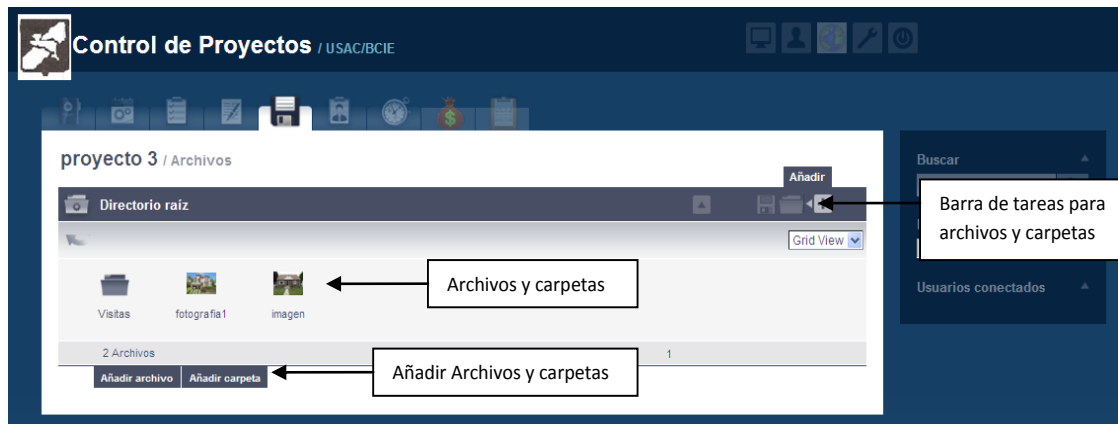 Control de Proyectos / USAC/BCIE
proyecto 3 / Archivos
Añadir
Directorio raíz
Grid View
Visitas
fotografia1
imagen
Archivos y carpetas
2 Archivos
1
Añadir archivo
Añadir carpeta
Añadir Archivos y carpetas
Buscar
Barra de tareas para
archivos y carpetas
Usuarios conectados